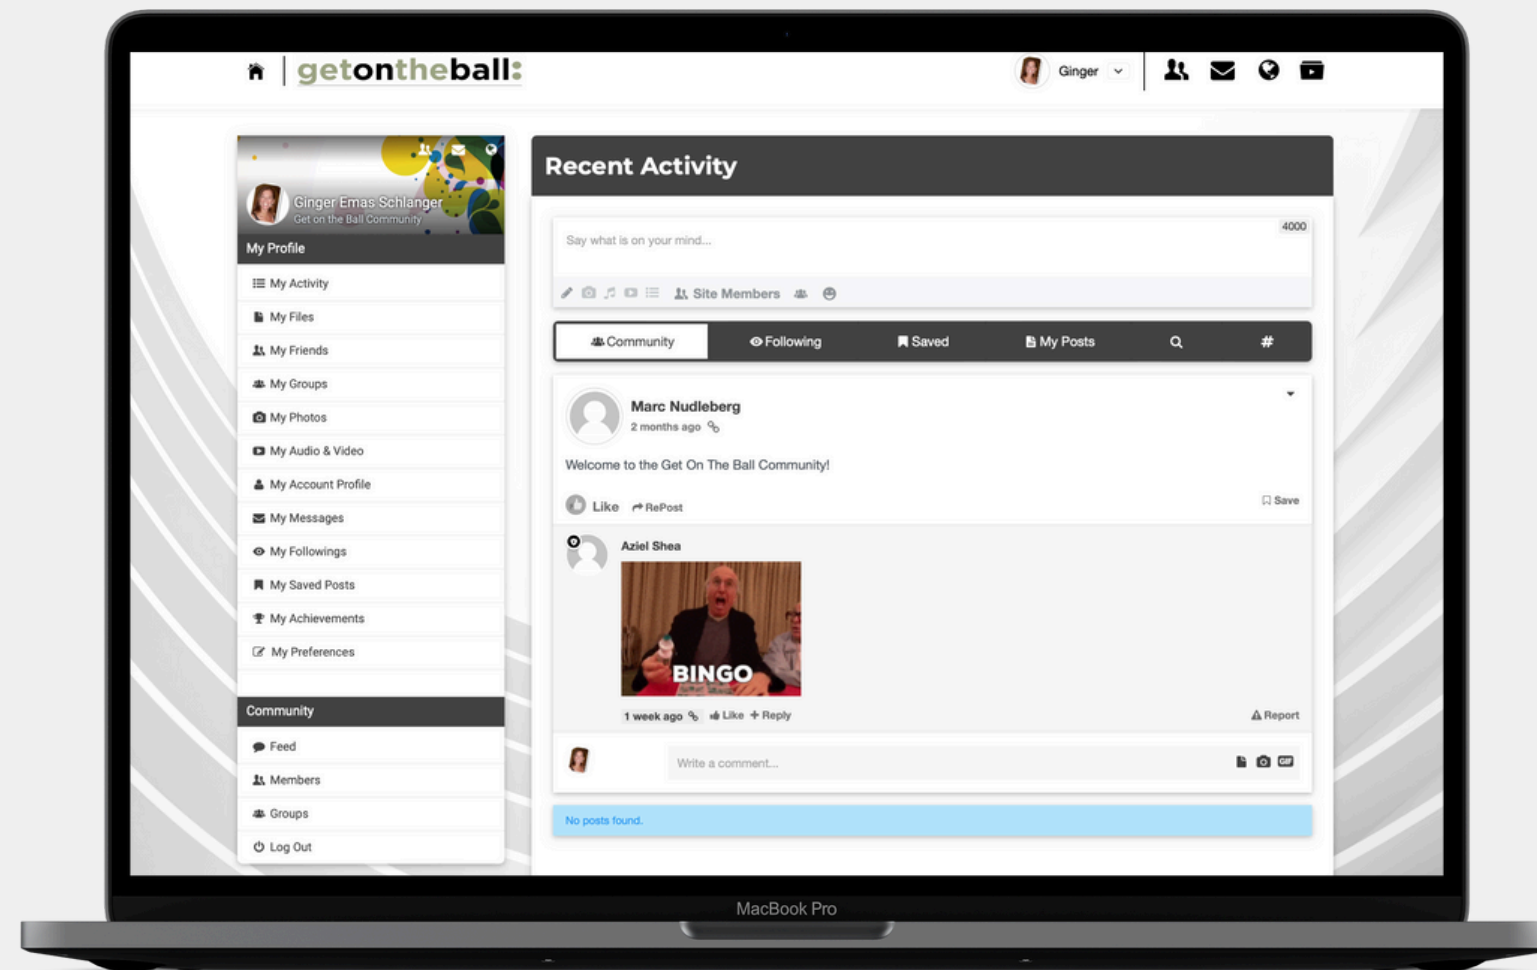 getontheball:
Ginger
Ginger Emas Schlanger
Get on the Ball Community
My Profile
My Activity
My Files
My Friends
My Groups
My Photos
My Audio & Video
My Account Profile
My Messages
My Followings
My Saved Posts
My Achievements
My Preferences
Community
Feed
Members
Groups
Log Out
Recent Activity
4000
Say what is on your mind...
Site Members
Community Following Saved My Posts #
Marc Nudleberg
2 months ago
Welcome to the Get On The Ball Community!
Like RePost Save
Aziel Shea
BINGO
1 week ago Like + Reply Report
Write a comment... GIF
No posts found.
MacBook Pro